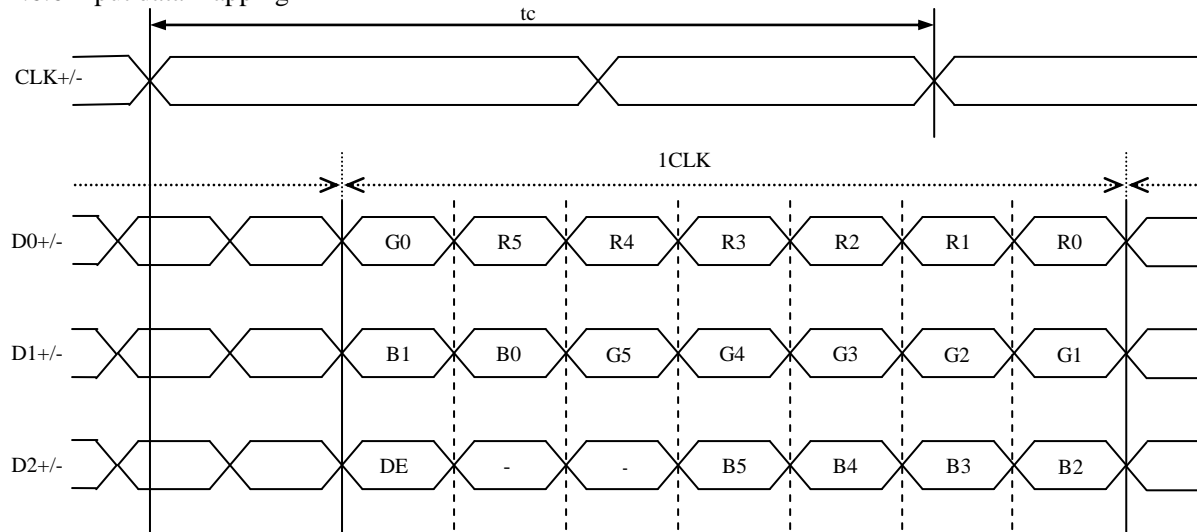 tc
CLK+/-
1CLK
D0+/- G0 R5 R4 R3 R2 R1 R0
D1+/- B1 B0 G5 G4 G3 G2 G1
D2+/- DE - - B5 B4 B3 B2